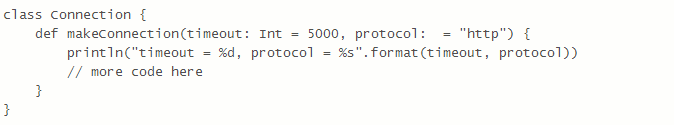 class Connection {
    def makeConnection(timeout: Int = 5000, protocol:  = "http") {
        println("timeout = %d, protocol = %s".format(timeout, protocol))
        // more code here
    }
}